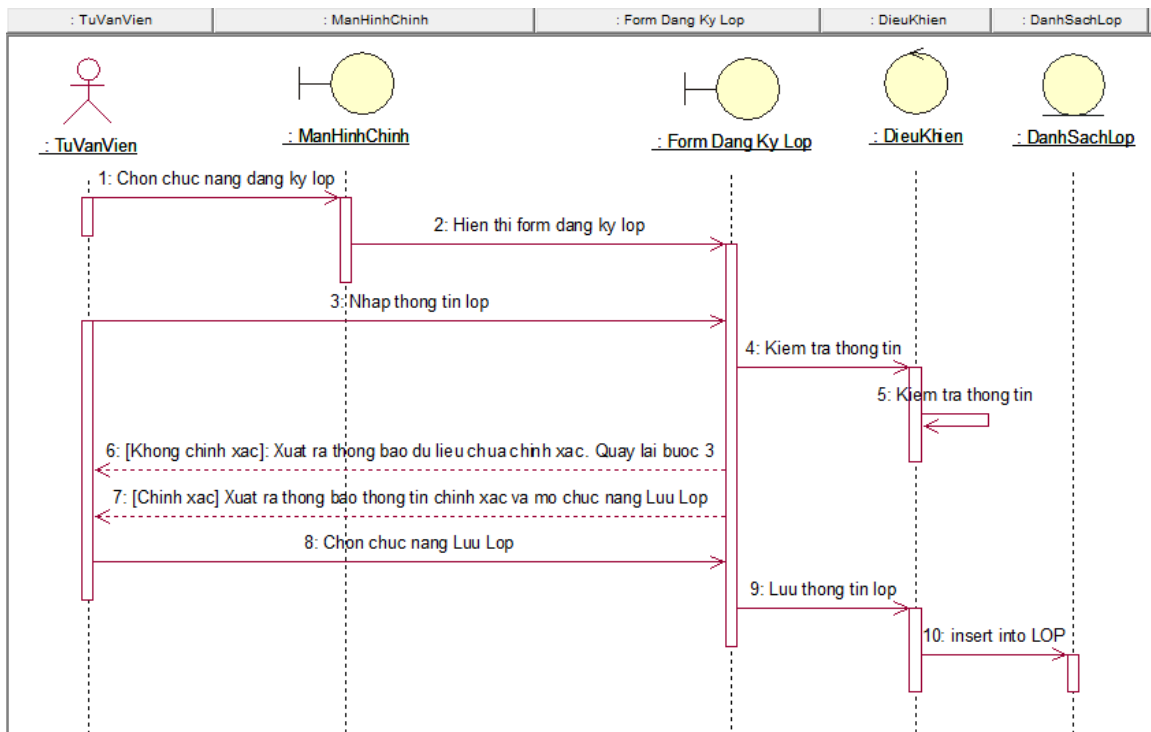 : TuVanVien
: ManHinhChinh
: Form Dang Ky Lop
: DieuKhien
: DanhSachLop
: TuVanVien
: ManHinhChinh
: Form Dang Ky Lop
: DieuKhien
: DanhSachLop
1: Chon chuc nang dang ky lop
2: Hien thi form dang ky lop
3: Nhap thong tin lop
4: Kiem tra thong tin
5: Kiem tra thong tin
6: [Khong chinh xac]: Xuat ra thong bao du lieu chua chinh xac. Quay lai buoc 3
7: [Chinh xac] Xuat ra thong bao thong tin chinh xac va mo chuc nang Luu Lop
8: Chon chuc nang Luu Lop
9: Luu thong tin lop
10: insert into LOP